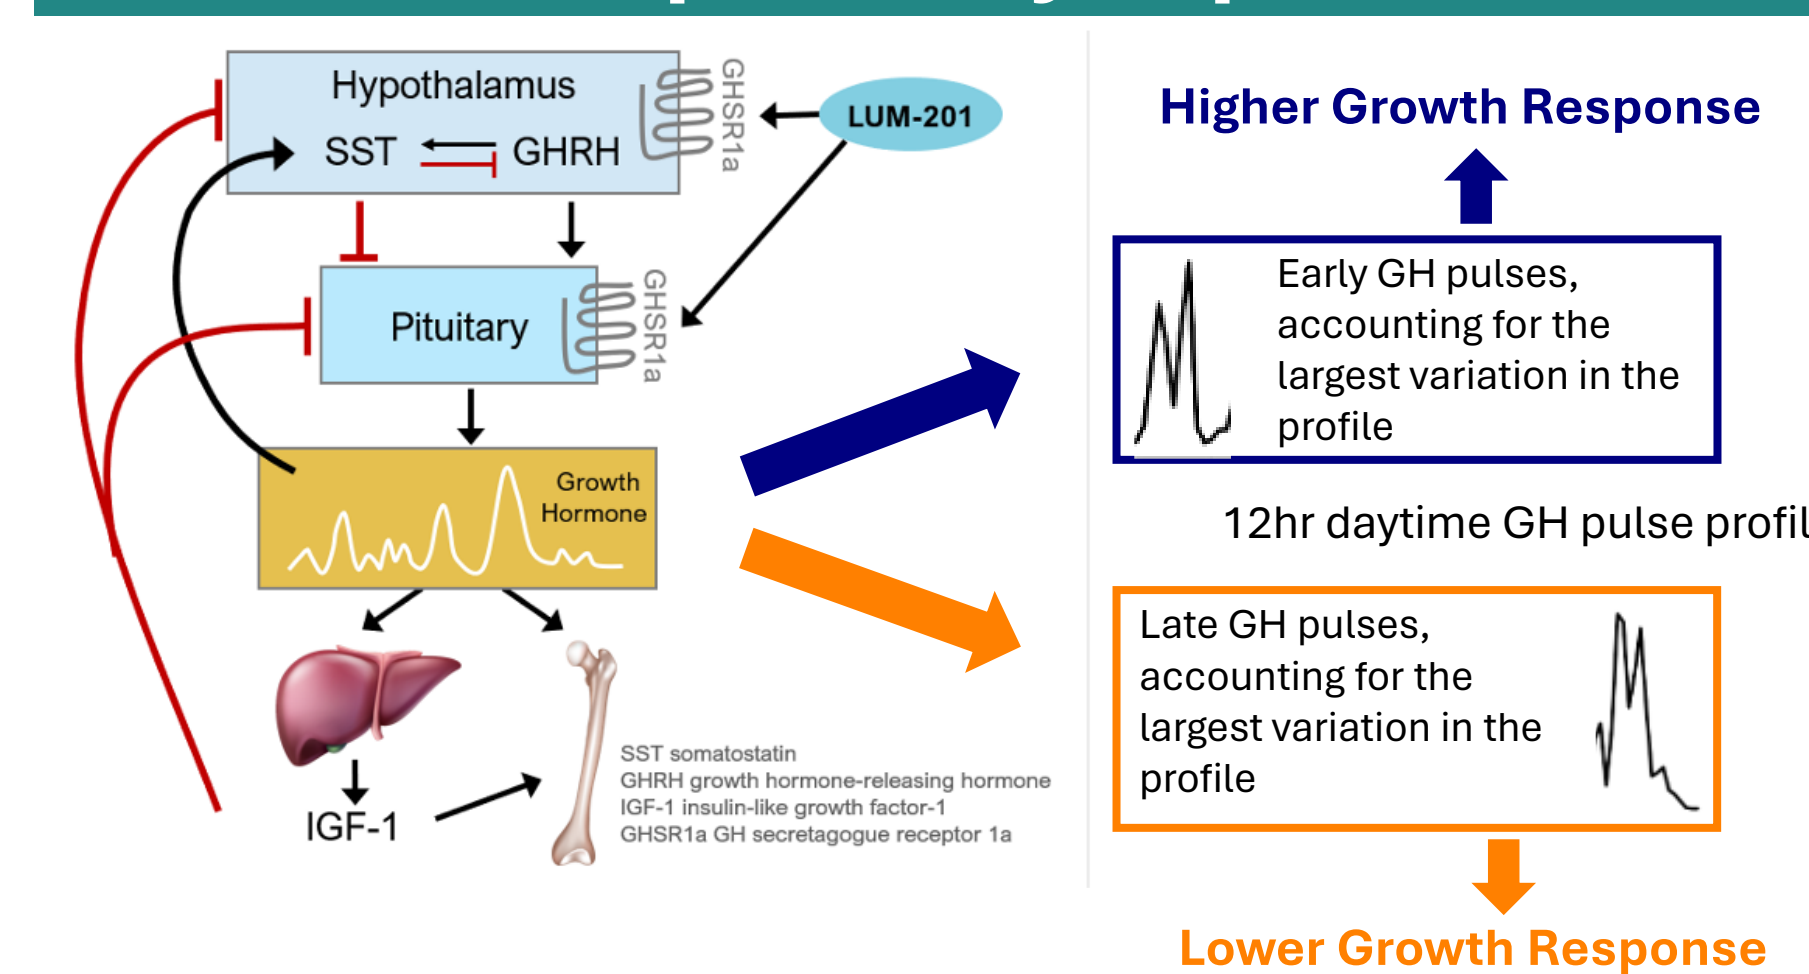 Hypothalamus
SST
GHRH
GHSR1a
LUM-201
Pituitary
GHSR1a
Growth
Hormone
IGF-1
SST somatostatin
GHRH growth hormone-releasing hormone
IGF-1 insulin-like growth factor-1
GHSR1a GH secretagogue receptor 1a
Higher Growth Response
Early GH pulses,
accounting for the
largest variation in the
profile
12hr daytime GH pulse profil
Late GH pulses,
accounting for the
largest variation in the
profile
Lower Growth Response